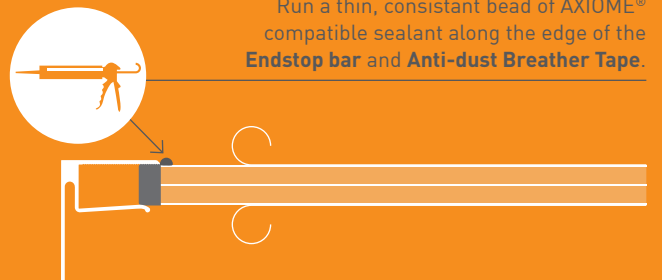 Run a thin, consistant bead of AXIOME®
compatible sealant along the edge of the
Endstop bar and Anti-dust Breather Tape.